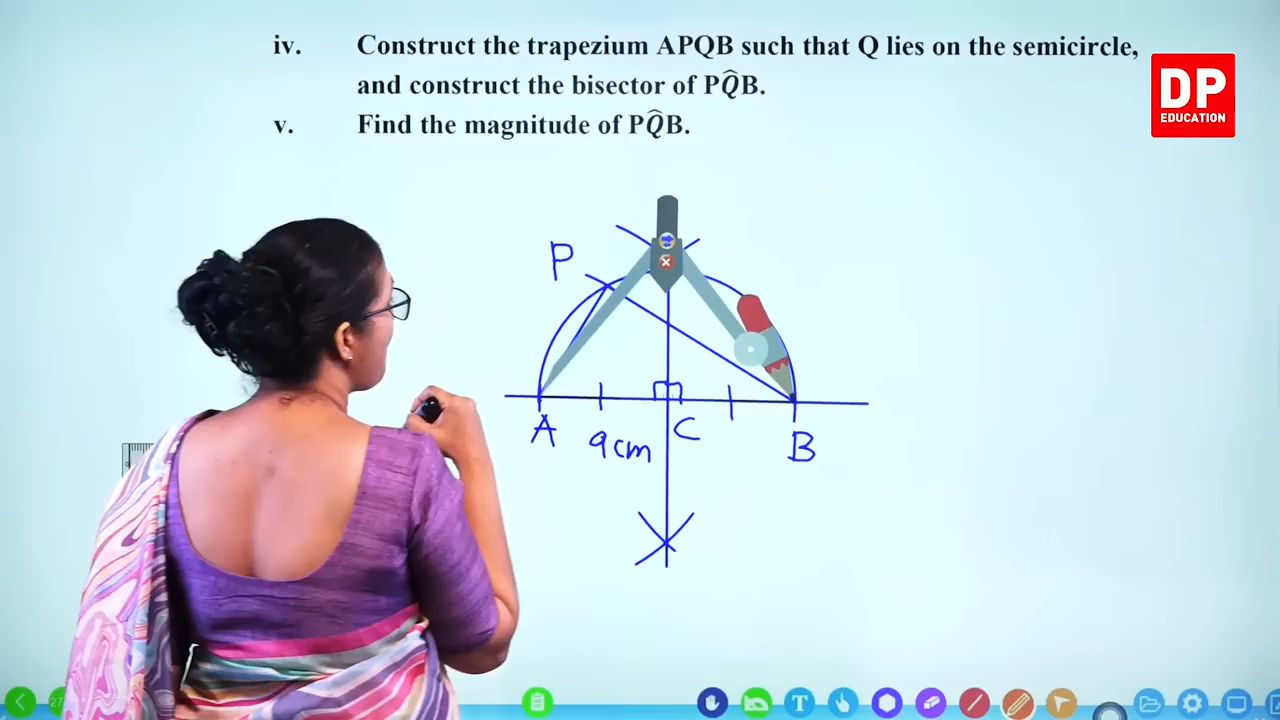 iv. Construct the trapezium APQB such that Q lies on the semicircle,
and construct the bisector of PQ̂B.
v. Find the magnitude of PQ̂B.
DP
EDUCATION
P
A
9cm
C
B
27